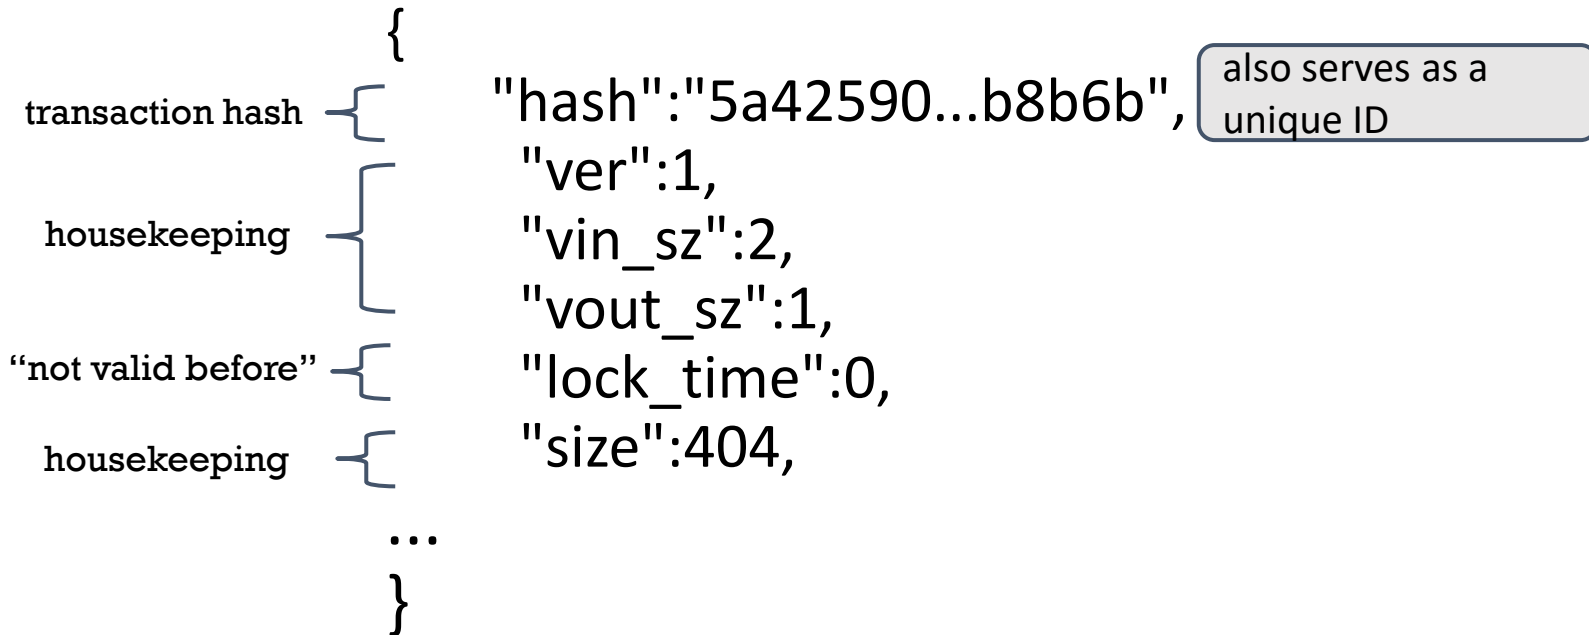 {
transaction hash
"hash":"5a42590...b8b6b",
also serves as a
unique ID
housekeeping
"ver":1,
"vin_sz":2,
"vout_sz":1,
“not valid before”
"lock_time":0,
housekeeping
"size":404,
...
}